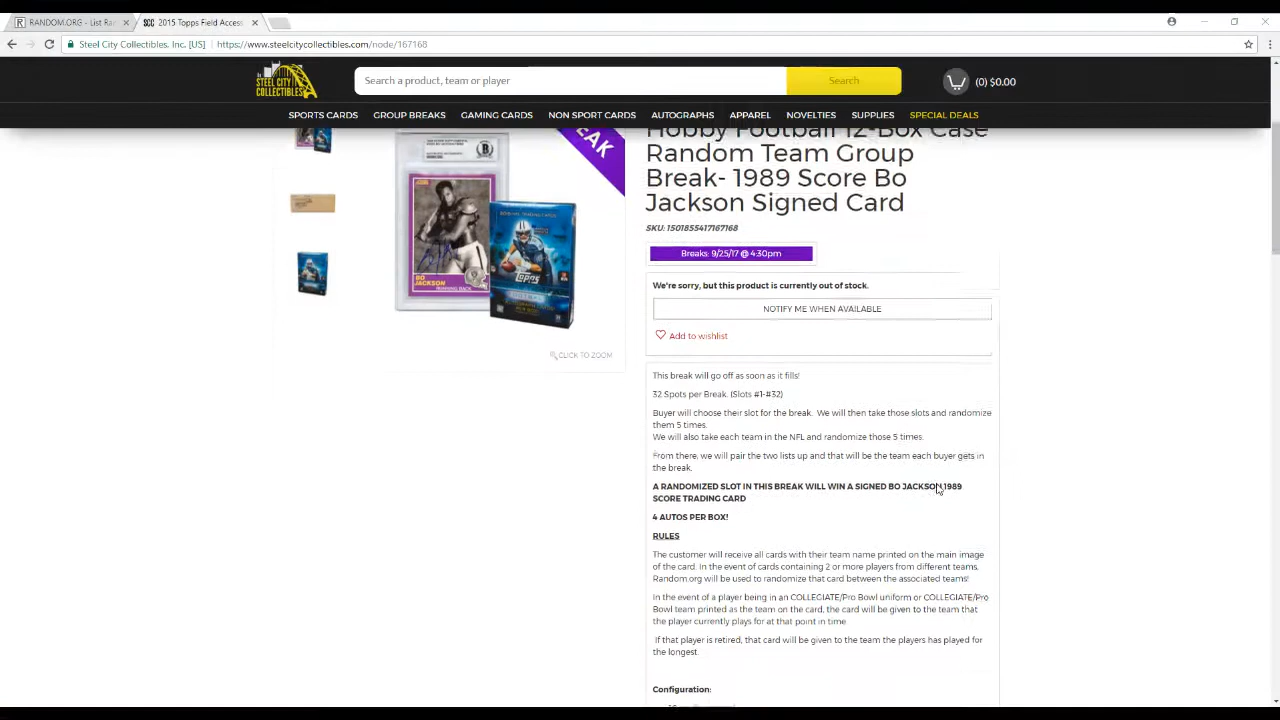 RANDOM.ORG - List Ra
2015 Topps Field Access
Steel City Collectibles, Inc. [US]
https://www.steelcitycollectibles.com/node/167168
STEEL CITY
COLLECTIBLES
Search a product, team or player
Search
(0) $0.00
SPORTS CARDS
GROUP BREAKS
GAMING CARDS
NON SPORT CARDS
AUTOGRAPHS
APPAREL
NOVELTIES
SUPPLIES
SPECIAL DEALS
Hobby Football 12-Box Case
Random Team Group
Break- 1989 Score Bo
Jackson Signed Card
EAK
SCORE
BO
JACKSON
RUNNING BACK
TOPPS
CLICK TO ZOOM
SKU: 1501855417167168
Breaks: 9/25/17 @ 4:30pm
We're sorry, but this product is currently out of stock.
NOTIFY ME WHEN AVAILABLE
Add to wishlist
This break will go off as soon as it fills!
32 Spots per Break. (Slots #1-#32)
Buyer will choose their slot for the break. We will then take those slots and randomize
them 5 times.
We will also take each team in the NFL and randomize those 5 times.
From there, we will pair the two lists up and that will be the team each buyer gets in
the break.
A RANDOMIZED SLOT IN THIS BREAK WILL WIN A SIGNED BO JACKSON 1989
SCORE TRADING CARD
4 AUTOS PER BOX!
RULES
The customer will receive all cards with their team name printed on the main image
of the card. In the event of cards containing 2 or more players from different teams,
Random.org will be used to randomize that card between the associated teams!
In the event of a player being in an COLLEGIATE/Pro Bowl uniform or COLLEGIATE/Pro
Bowl team printed as the team on the card, the card will be given to the team that
the player currently plays for at that point in time
If that player is retired, that card will be given to the team the players has played for
the longest.
Configuration: